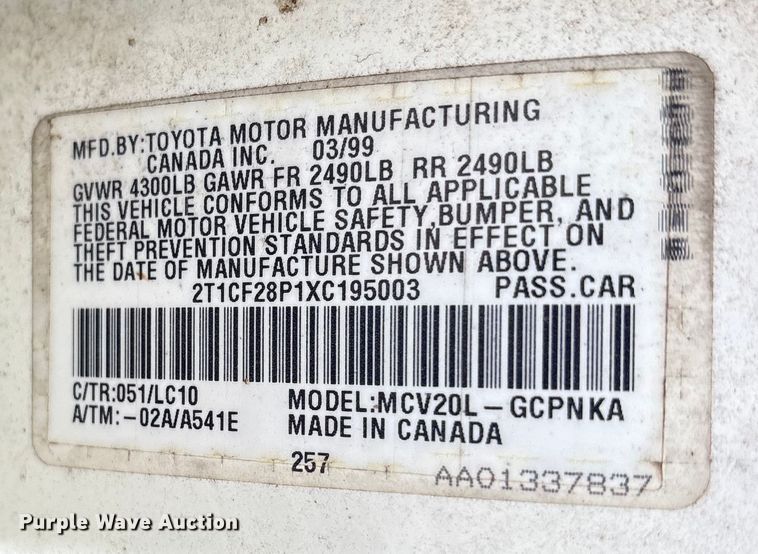 MFD.BY:TOYOTA MOTOR MANUFACTURING
CANADA INC. 03/99
GVWR 4300LB GAWR FR 2490LB RR 2490LB
THIS VEHICLE CONFORMS TO ALL APPLICABLE
FEDERAL MOTOR VEHICLE SAFETY,BUMPER, AND
THEFT PREVENTION STANDARDS IN EFFECT ON
THE DATE OF MANUFACTURE SHOWN ABOVE.
2T1CF28P1XC195003 PASS.CAR
C/TR:051/LC10 MODEL:MCV20L-GCPNKA
A/TM:-02A/A541E MADE IN CANADA
257
AA01337837
Purple Wave Auction